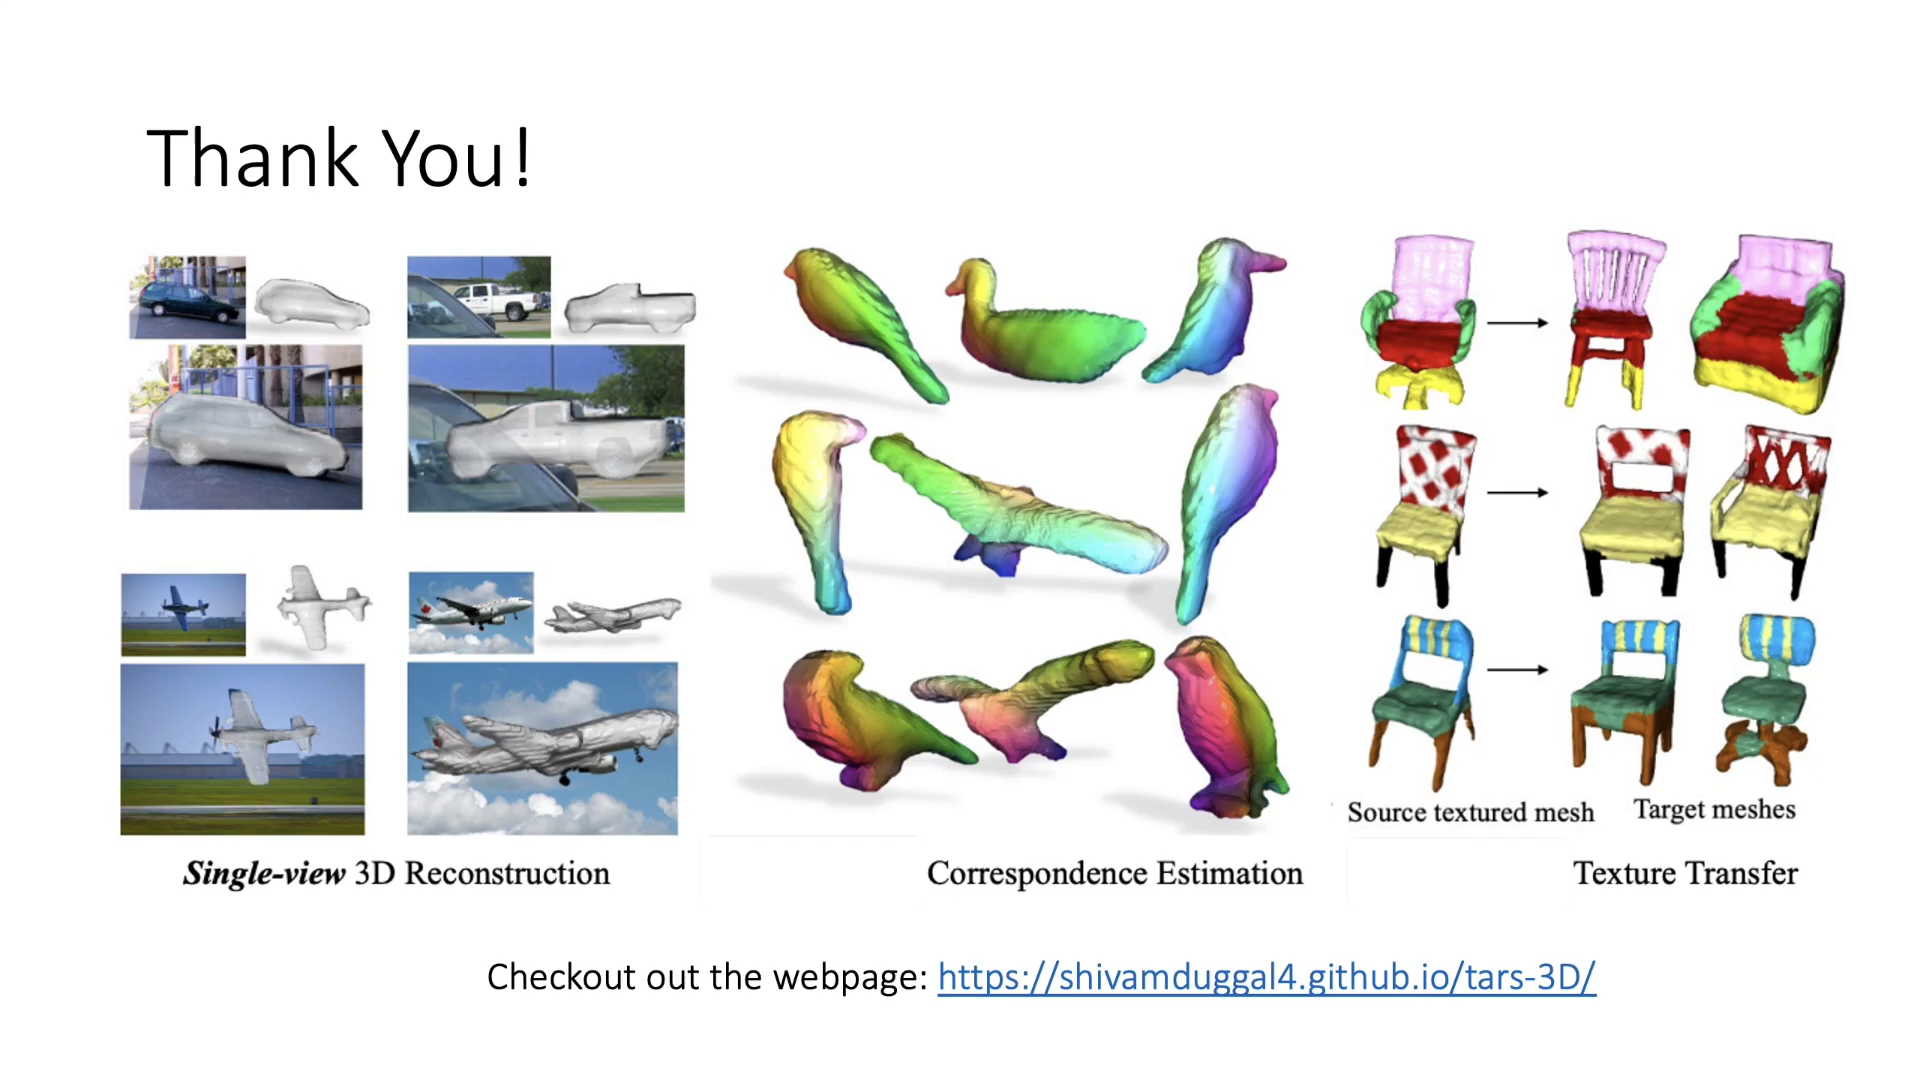 Thank You!
Source textured mesh
Target meshes
Single-view 3D Reconstruction
Correspondence Estimation
Texture Transfer
Checkout out the webpage: https://shivamduggal4.github.io/tars-3D/